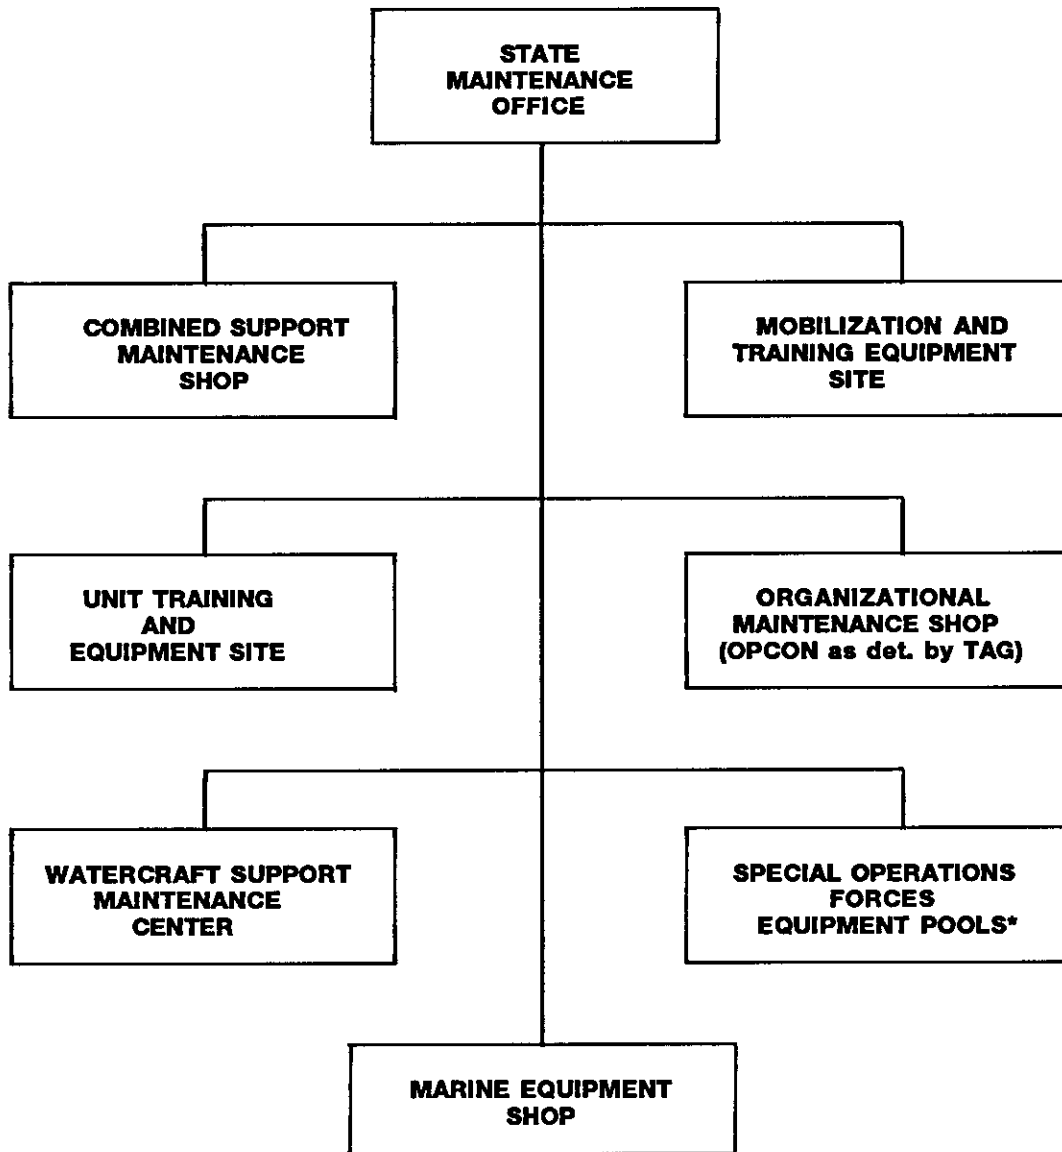 STATE
MAINTENANCE
OFFICE
COMBINED SUPPORT
MAINTENANCE
SHOP
MOBILIZATION AND
TRAINING EQUIPMENT
SITE
UNIT TRAINING
AND
EQUIPMENT SITE
ORGANIZATIONAL
MAINTENANCE SHOP
(OPCON as det. by TAG)
WATERCRAFT SUPPORT
MAINTENANCE
CENTER
SPECIAL OPERATIONS
FORCES
EQUIPMENT POOLS*
MARINE EQUIPMENT
SHOP